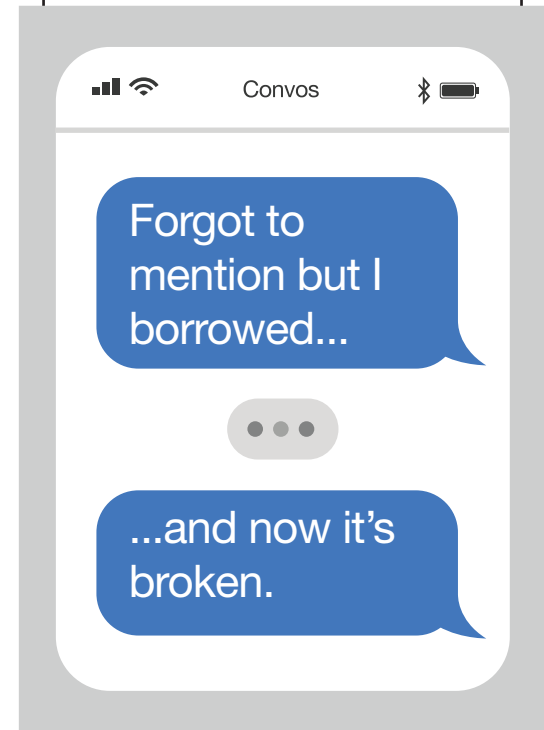 Convos
Forgot to
mention but I
borrowed...
...and now it’s
broken.